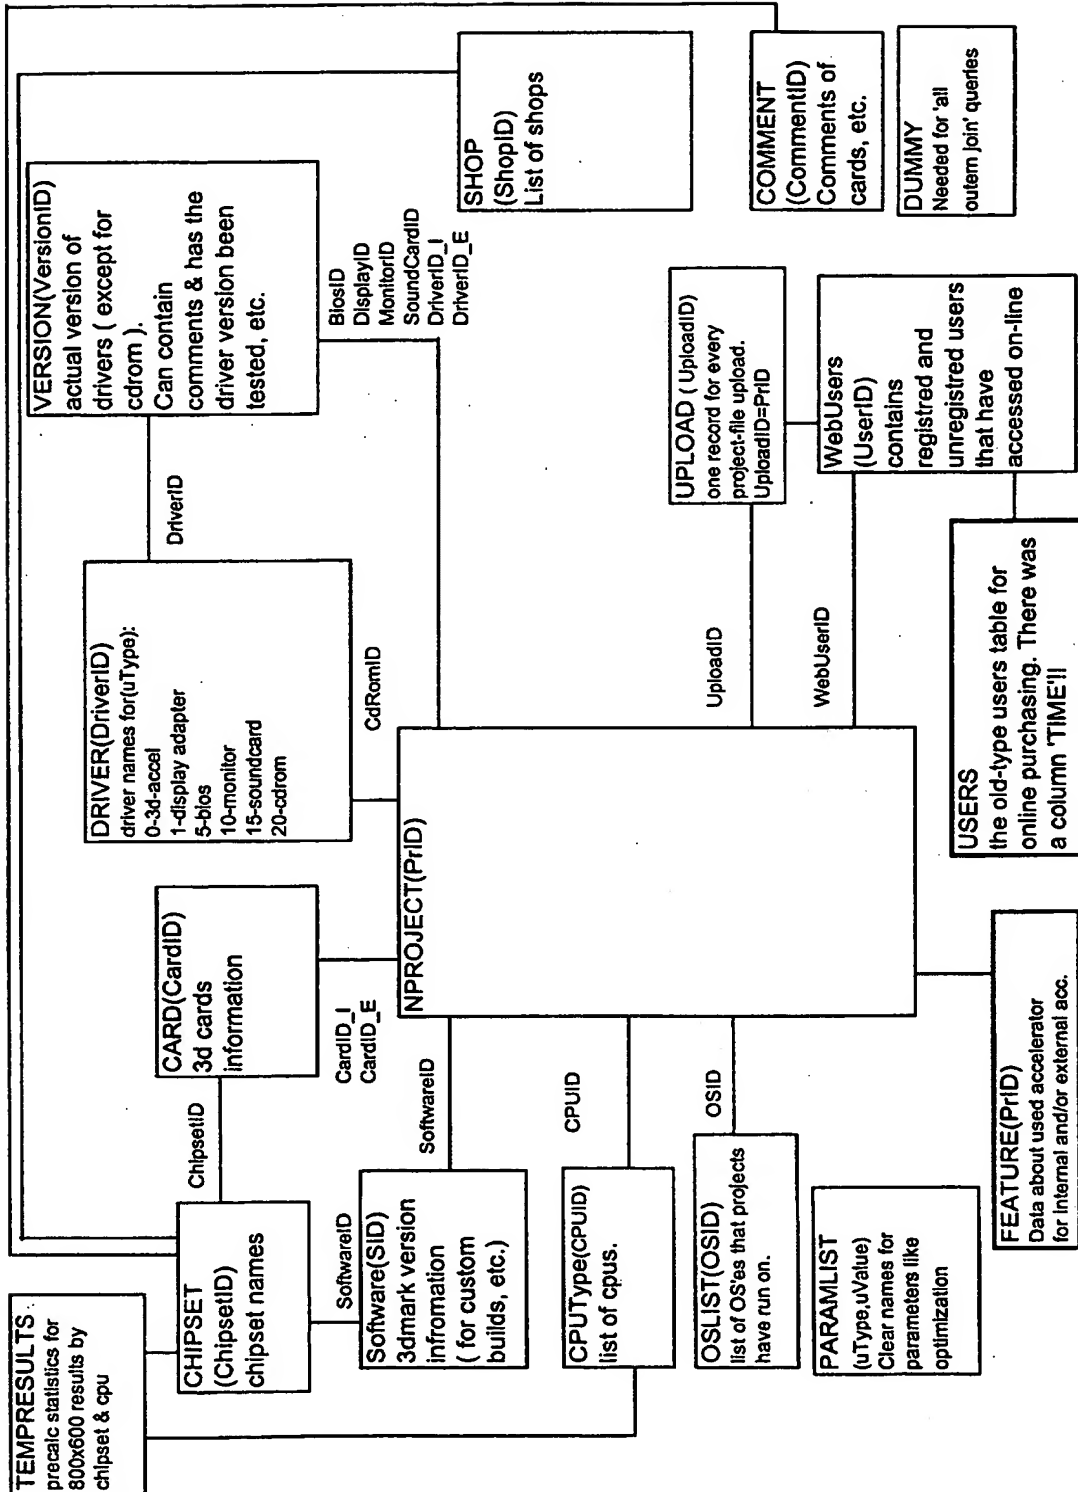 TEMPRESULTS
precalc statistics for
800x600 results by
chipset & cpu
CHIPSET
(ChipsetID)
chipset names
ChipsetID
CARD(CardID)
3d cards
information
CardID_I
CardID_E
DRIVER(DriverID)
driver names for(uType):
0-3d-accel
1-display adapter
5-bios
10-monitor
15-soundcard
20-cdrom
DriverID
VERSION(VersionID)
actual version of
drivers ( except for
cdrom ).
Can contain
comments & has the
driver version been
tested, etc.
BiosID
DisplayID
MonitorID
SoundCardID
DriverID_I
DriverID_E
CdRomID
SoftwareID
Software(SID)
3dmark version
infromation
( for custom
builds, etc.)
SoftwareID
NPROJECT(PrID)
SHOP
(ShopID)
List of shops
CPUType(CPUID)
list of cpus.
CPUID
OSLIST(OSID)
list of OS'es that projects
have run on.
OSID
UploadID
UPLOAD ( UploadID)
one record for every
project-file upload.
UploadID=PrID
COMMENT
(CommentID)
Comments of
cards, etc.
PARAMLIST
(uType,uValue)
Clear names for
parameters like
optimization
WebUserID
WebUsers
(UserID)
contains
registred and
unregistred users
that have
accessed on-line
DUMMY
Needed for 'all
outern join' queries
FEATURE(PrID)
Data about used accelerator
for Internal and/or external acc.
USERS
the old-type users table for
online purchasing. There was
a column 'TIME'!!